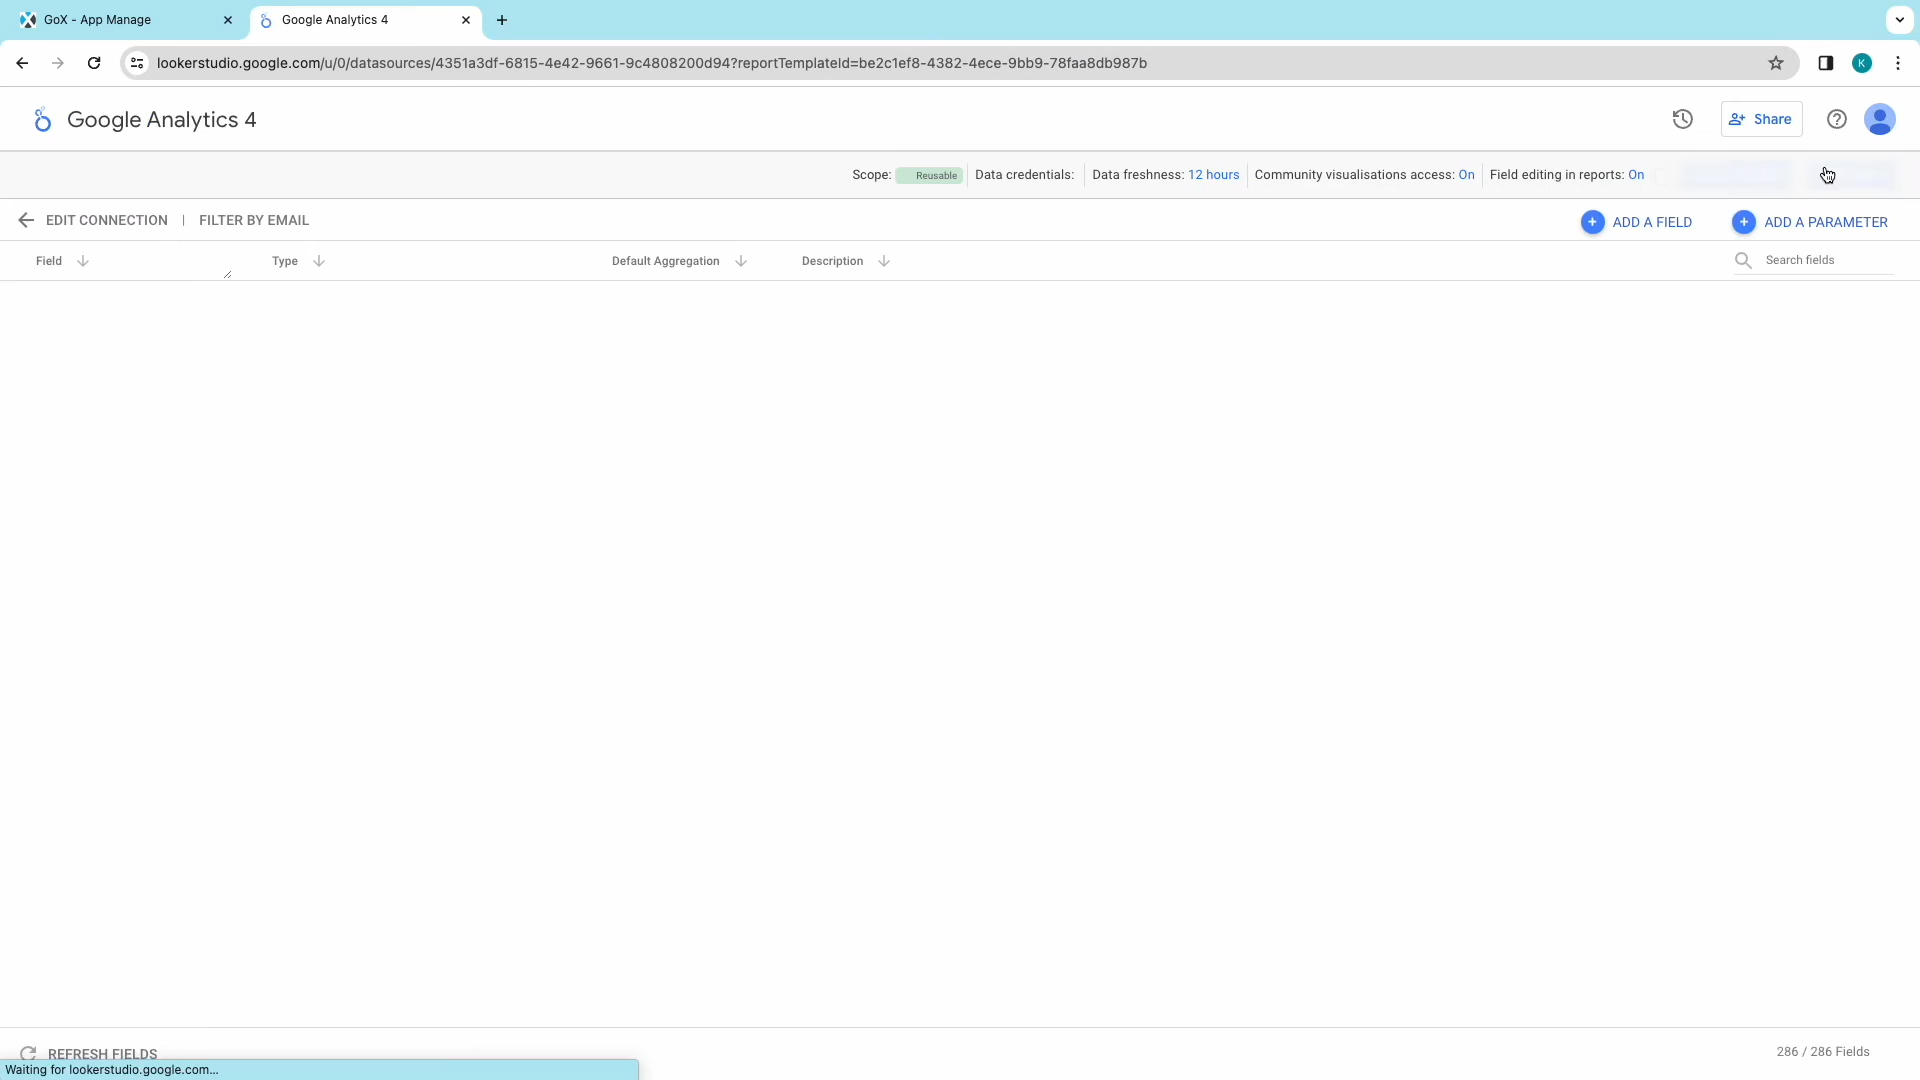 GoX - App Manage
Google Analytics 4
lookerstudio.google.com/u/0/datasources/4351a3df-6815-4e42-9661-9c4808200d94?reportTemplateId=be2c1ef8-4382-4ece-9bb9-78faa8db987b
K
Google Analytics 4
Share
Scope: Reusable Data credentials: Data freshness: 12 hours Community visualisations access: On Field editing in reports: On
EDIT CONNECTION | FILTER BY EMAIL
ADD A FIELD
ADD A PARAMETER
Field Type Default Aggregation Description Search fields
REFRESH FIELDS
286 / 286 Fields
Waiting for lookerstudio.google.com...